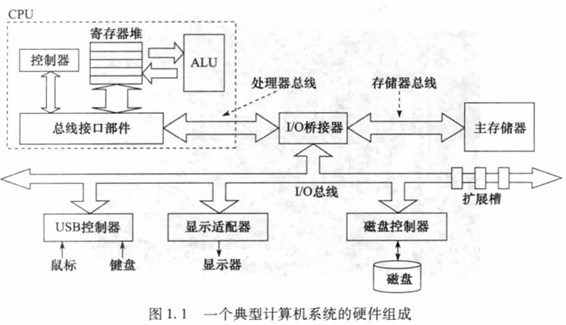 CPU
寄存器堆
控制器
ALU
处理器总线
存储器总线
总线接口部件
I/O桥接器
主存储器
I/O总线
扩展槽
USB控制器
显示适配器
磁盘控制器
鼠标
键盘
显示器
磁盘
图 1.1 一个典型计算机系统的硬件组成